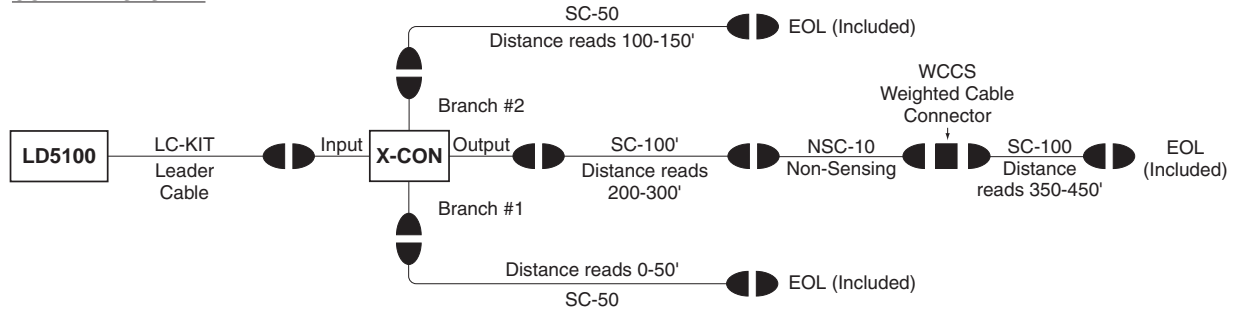 SC-50
Distance reads 100-150'
EOL (Included)
Branch #2
WCCS
Weighted Cable
Connector
LD5100
LC-KIT
Leader
Cable
Input
X-CON
Output
SC-100'
Distance reads
200-300'
NSC-10
Non-Sensing
SC-100
Distance
reads 350-450'
EOL
(Included)
Branch #1
Distance reads 0-50'
SC-50
EOL (Included)